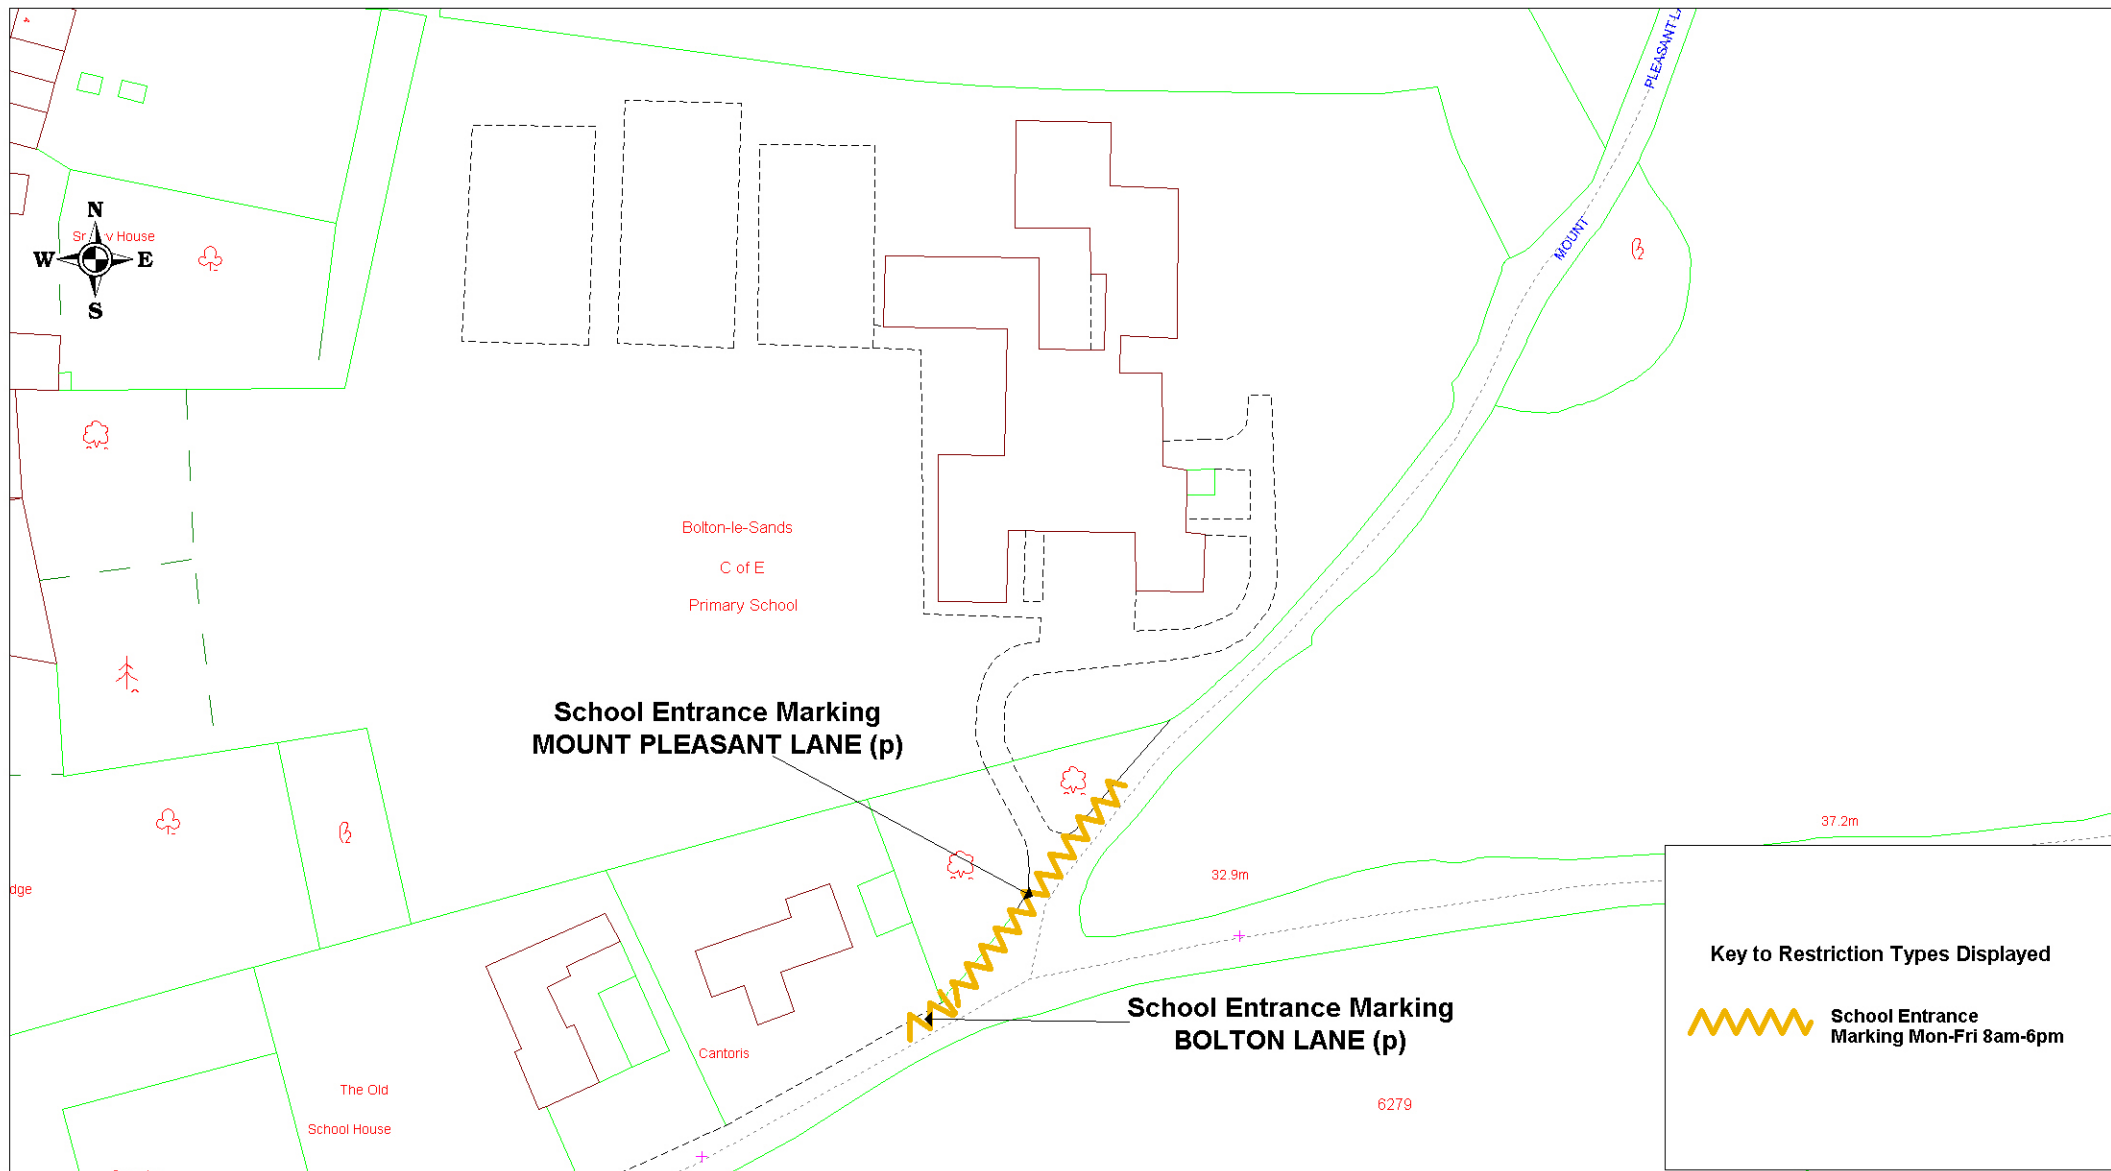 4
PLEASANT
N
W
E
S
House
MOUNT
Bolton-le-Sands
C of E
Primary School
School Entrance Marking
MOUNT PLEASANT LANE (p)
37.2m
32.9m
dge
Key to Restriction Types Displayed
School Entrance
Marking Mon-Fri 8am-6pm
School Entrance Marking
BOLTON LANE (p)
Cantoris
The Old
School House
6279